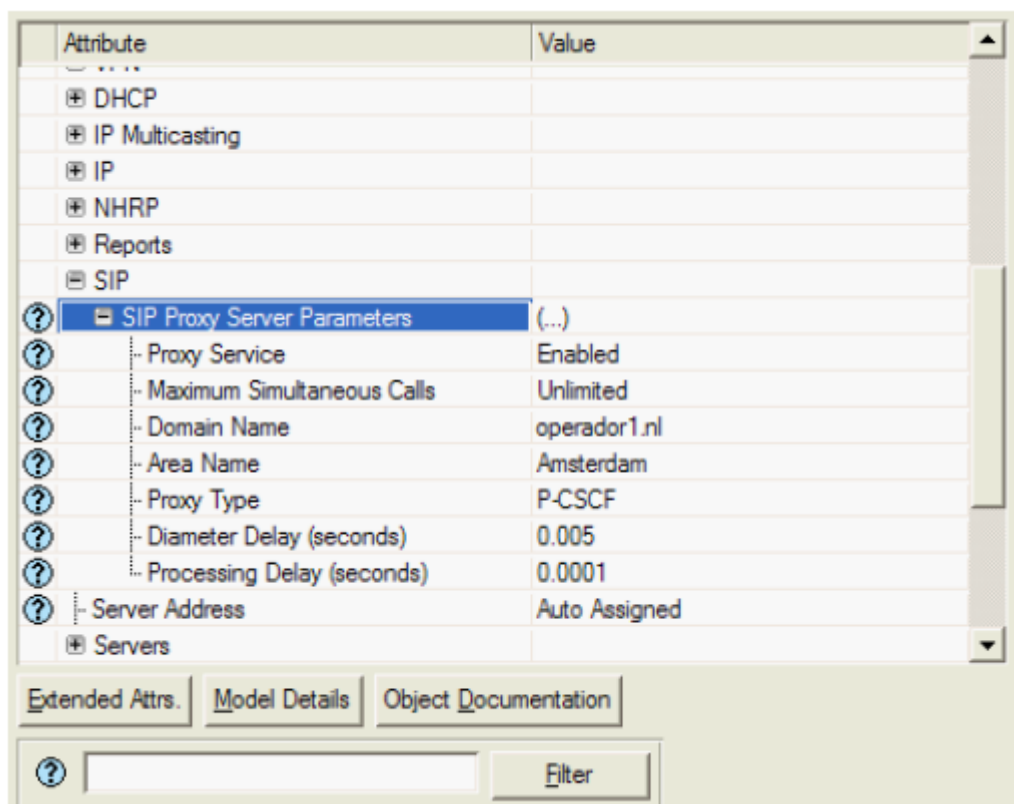 Attribute Value
DHCP
IP Multicasting
IP
NHRP
Reports
SIP
SIP Proxy Server Parameters (...)
Proxy Service Enabled
Maximum Simultaneous Calls Unlimited
Domain Name operador1.nl
Area Name Amsterdam
Proxy Type P-CSCF
Diameter Delay (seconds) 0.005
Processing Delay (seconds) 0.0001
Server Address Auto Assigned
Servers
Extended Attrs. Model Details Object Documentation
Filter